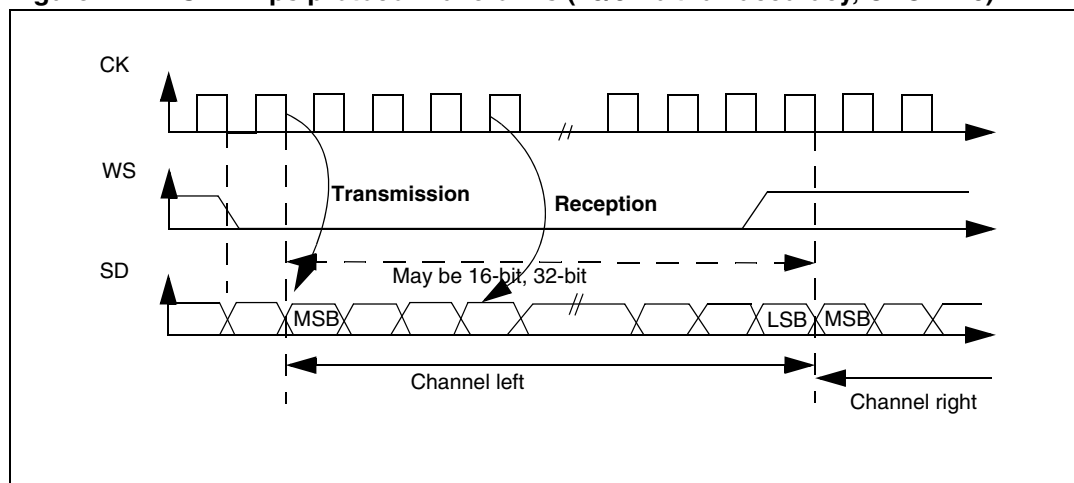 CK
WS
Transmission
Reception
SD
May be 16-bit, 32-bit
MSB
LSB
MSB
Channel left
Channel right